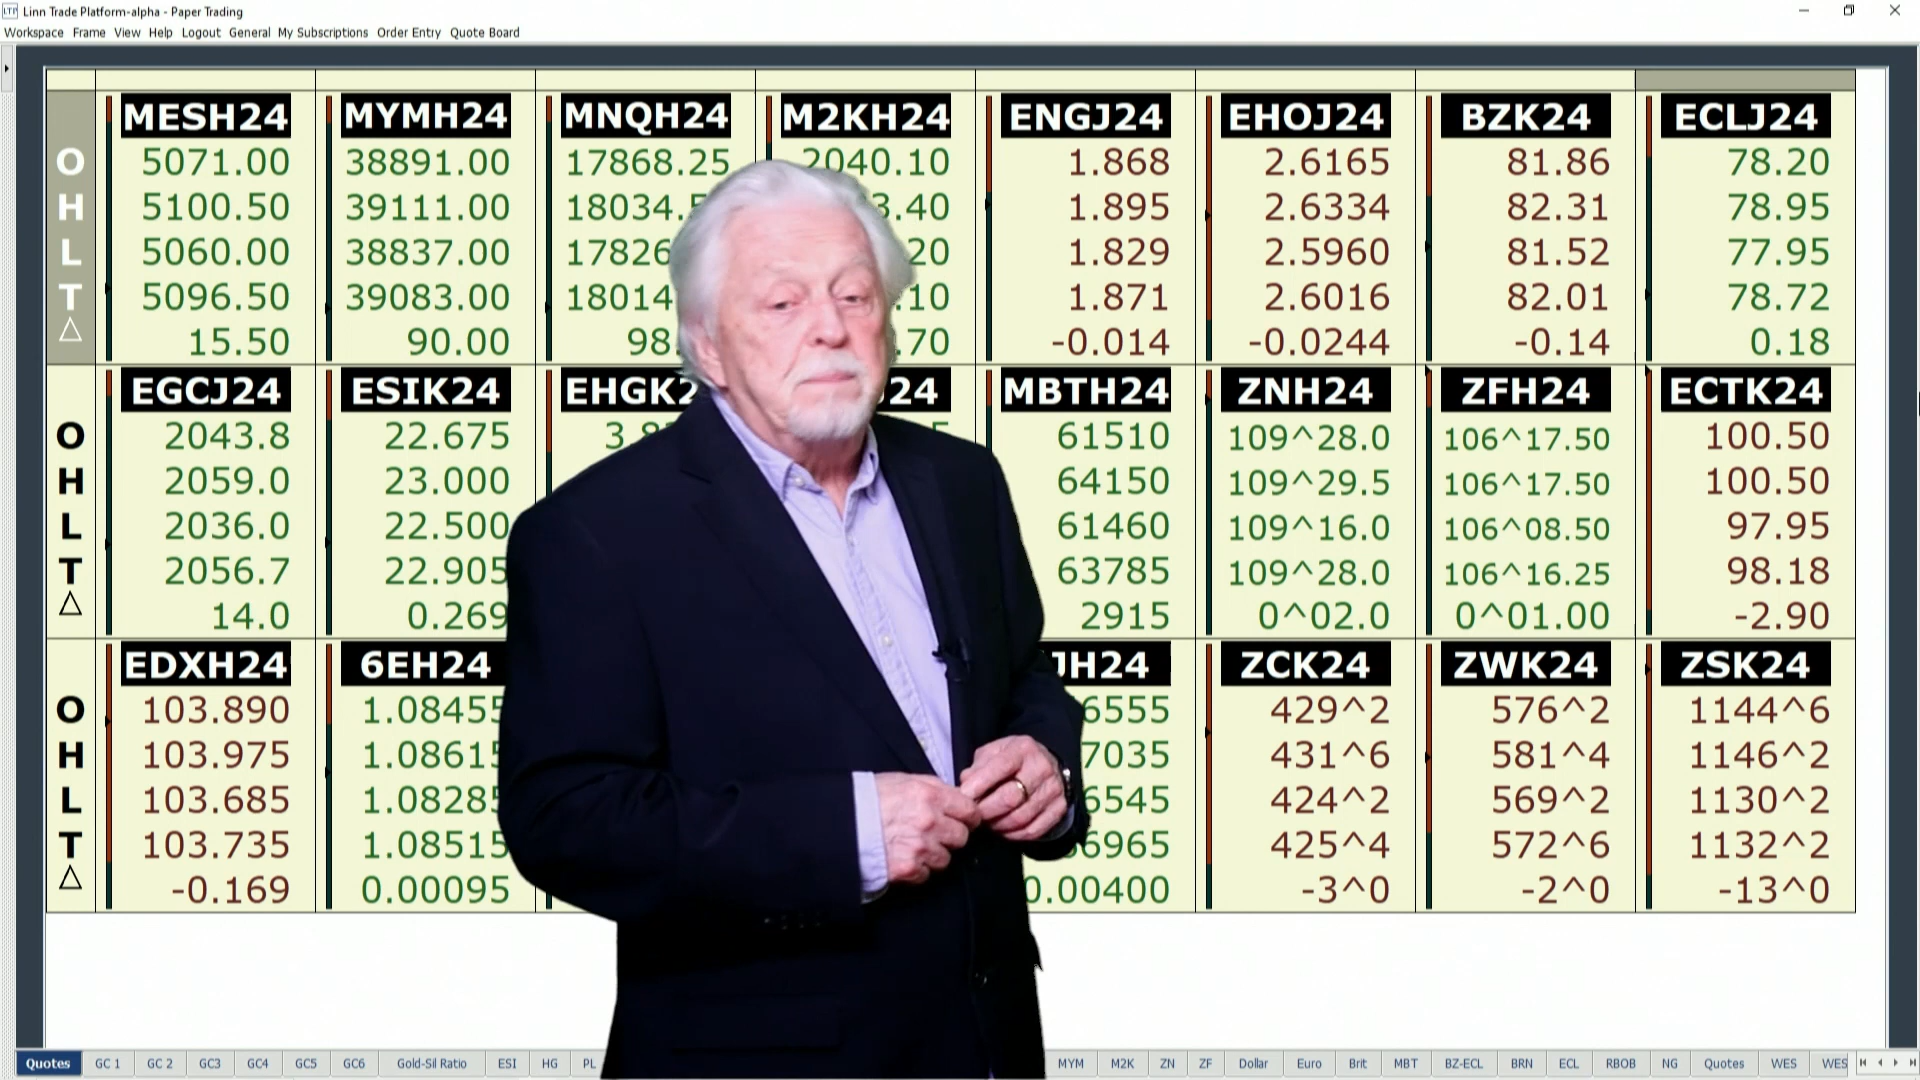 LTP Linn Trade Platform-alpha - Paper Trading
Workspace Frame View Help Logout General My Subscriptions Order Entry Quote Board
MESH24 MYMH24 MNQH24 M2KH24 ENGJ24 EHOJ24 BZK24 ECLJ24
O 5071.00 38891.00 17868.25 2040.10 1.868 2.6165 81.86 78.20
H 5100.50 39111.00 1.895 2.6334 82.31 78.95
L 5060.00 38837.00 1.829 2.5960 81.52 77.95
T 5096.50 39083.00 1.871 2.6016 82.01 78.72
△ 15.50 90.00 -0.014 -0.0244 -0.14 0.18
EGCJ24 ESIK24 MBTH24 ZNH24 ZFH24 ECTK24
O 2043.8 22.675 61510 109^28.0 106^17.50 100.50
H 2059.0 23.000 64150 109^29.5 106^17.50 100.50
L 2036.0 22.500 61460 109^16.0 106^08.50 97.95
T 2056.7 22.905 63785 109^28.0 106^16.25 98.18
△ 14.0 0.269 2915 0^02.0 0^01.00 -2.90
EDXH24 6EH24 ZCK24 ZWK24 ZSK24
O 103.890 1.08455 429^2 576^2 1144^6
H 103.975 1.08615 431^6 581^4 1146^2
L 103.685 1.08285 424^2 569^2 1130^2
T 103.735 1.08515 425^4 572^6 1132^2
△ -0.169 0.00095 0.00400 -3^0 -2^0 -13^0
Quotes GC 1 GC 2 GC3 GC4 GC5 GC6 Gold-Sil Ratio ESI HG PL MYM M2K ZN ZF Dollar Euro Brit MBT BZ-ECL BRN ECL RBOB NG Quotes WES WES